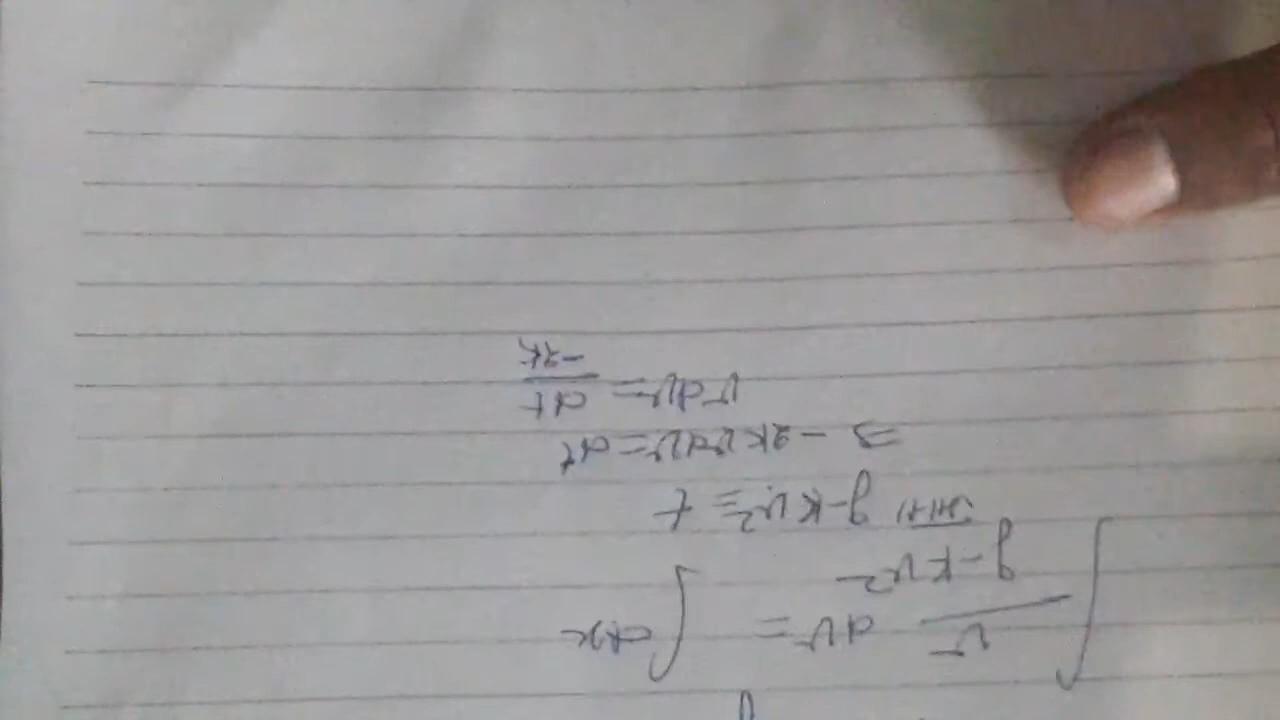 ∫ v/(g-kv²) dv = ∫ dx
माना g-kv² = t
⇒ -2kv dv = dt
v dv = dt/-2k